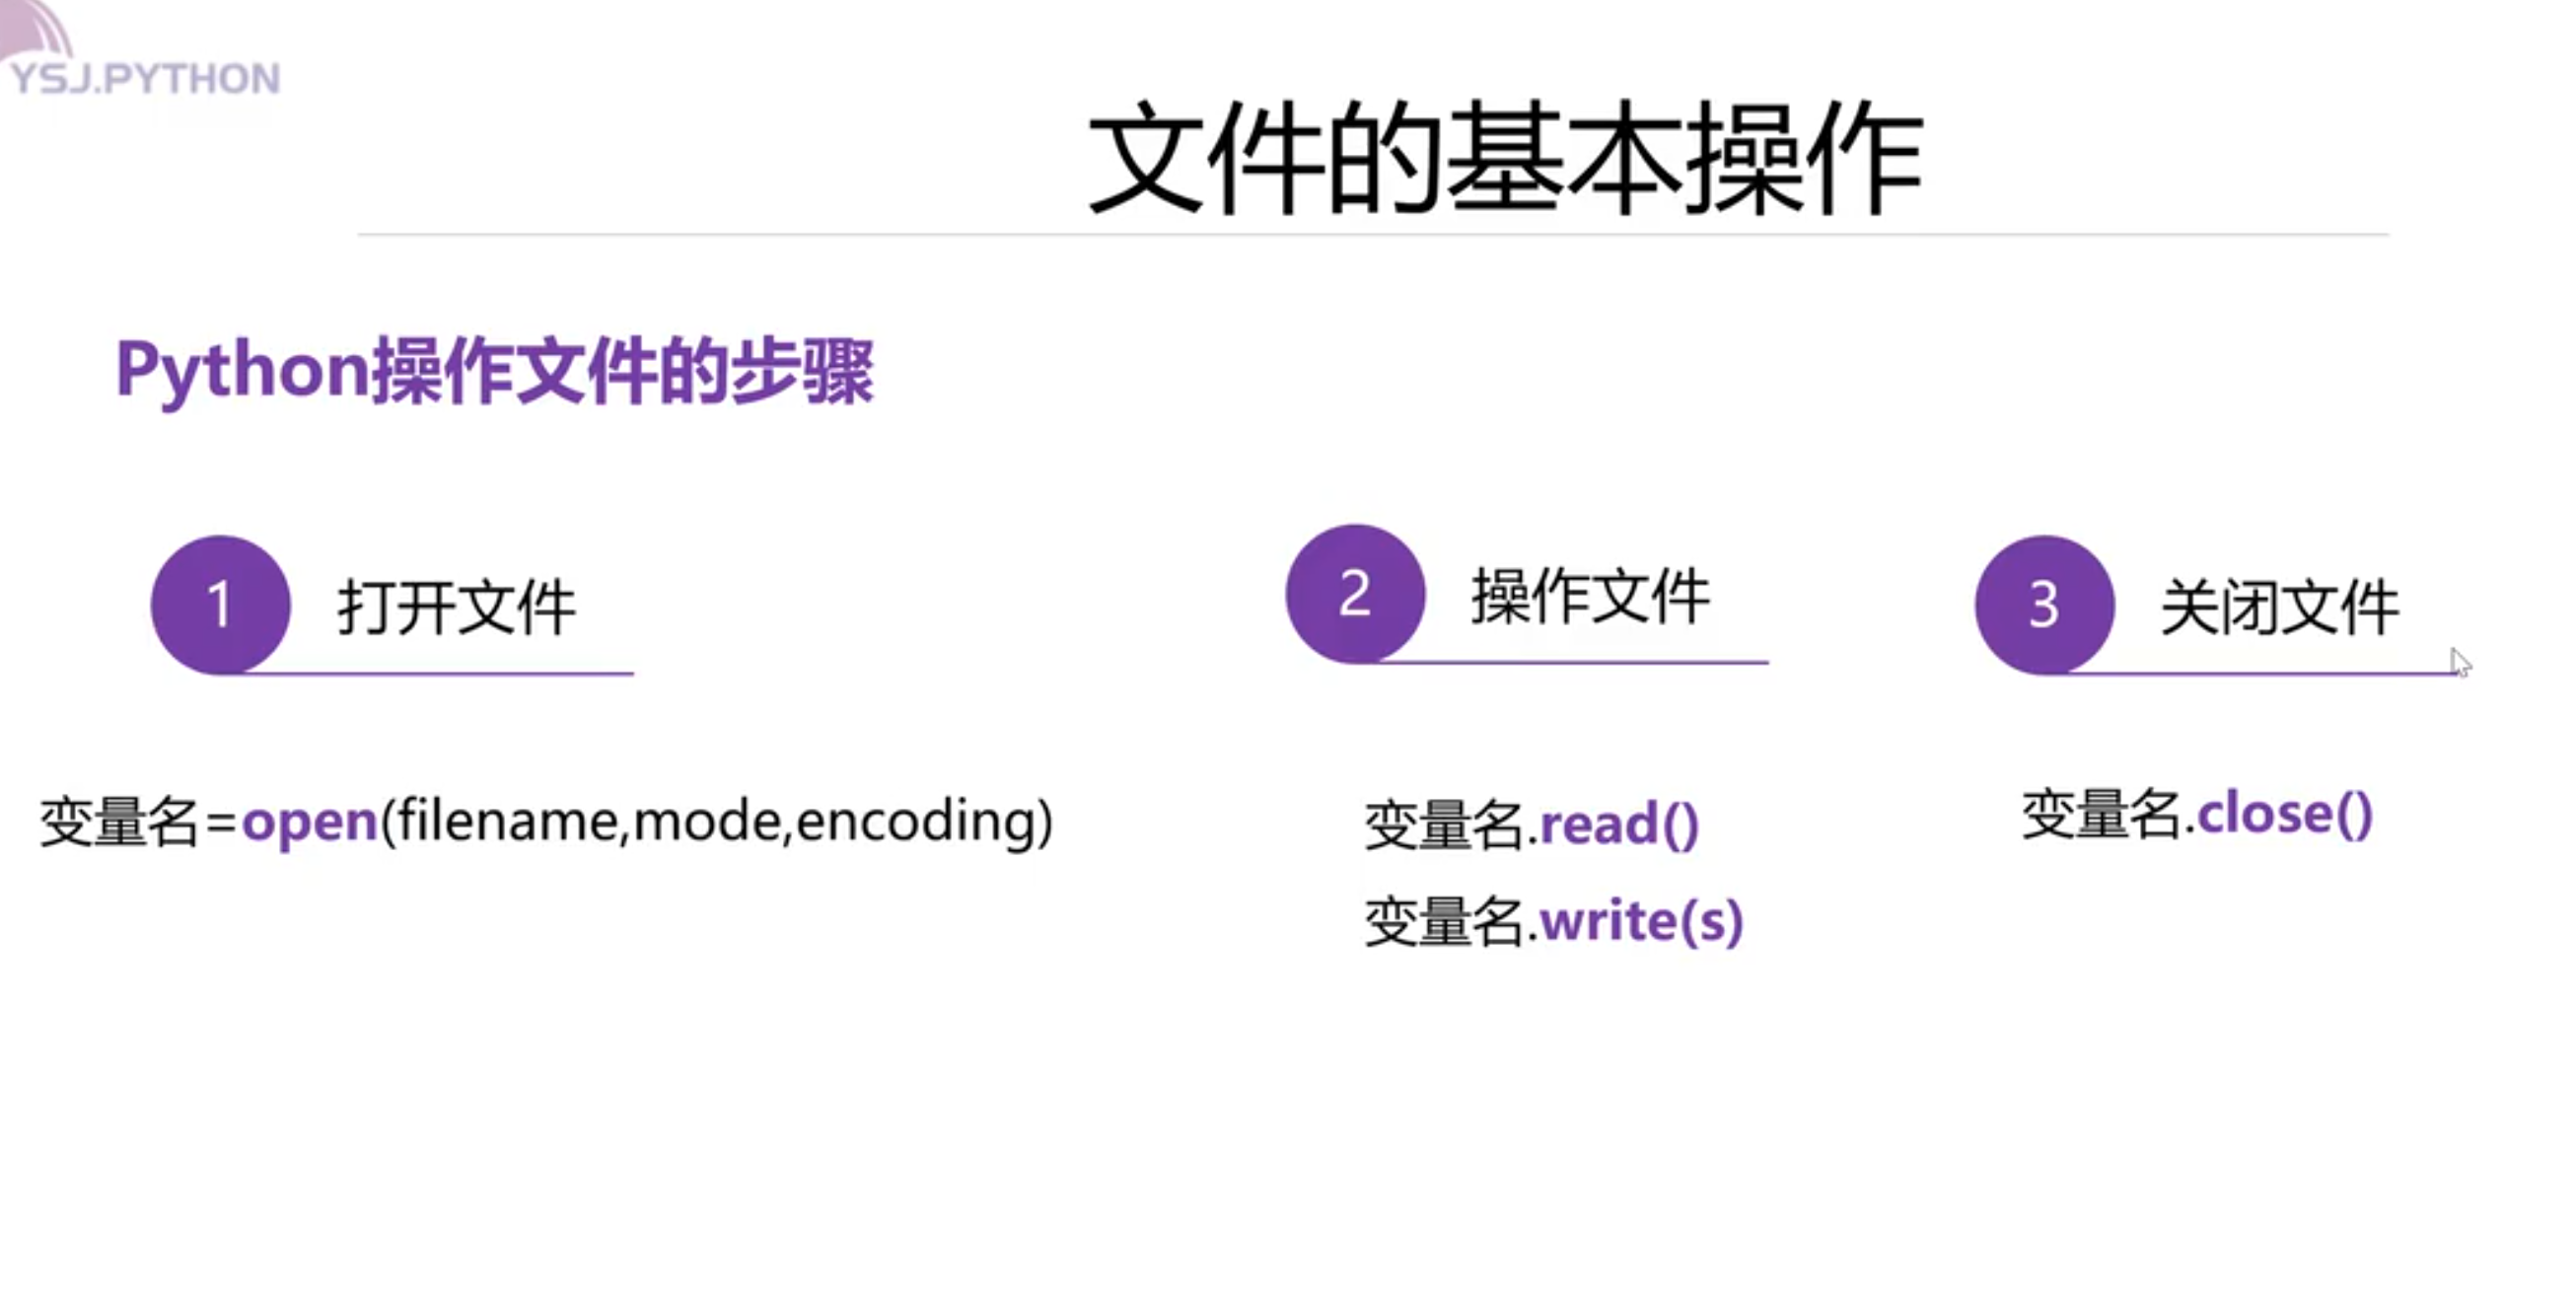 YSJ.PYTHON
文件的基本操作
Python操作文件的步骤
1 打开文件
变量名=open(filename,mode,encoding)
2 操作文件
变量名.read()
变量名.write(s)
3 关闭文件
变量名.close()